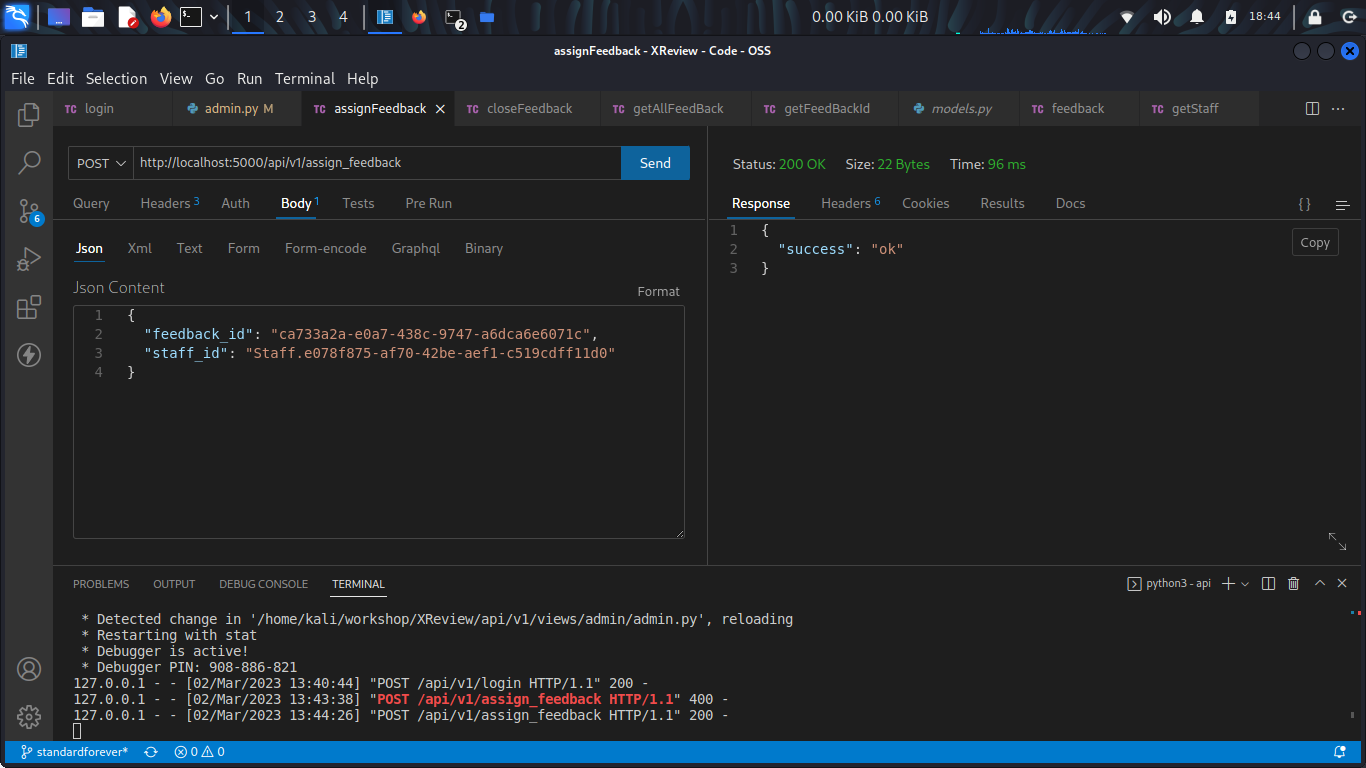 1 2 3 4 2 0.00 KiB 0.00 KiB 18:44
assignFeedback - XReview - Code - OSS
File Edit Selection View Go Run Terminal Help
TC login admin.py M TC assignFeedback TC closeFeedback TC getAllFeedBack TC getFeedBackId models.py TC feedback TC getStaff
POST http://localhost:5000/api/v1/assign_feedback Send
Status: 200 OK Size: 22 Bytes Time: 96 ms
Query Headers 3 Auth Body 1 Tests Pre Run
Response Headers 6 Cookies Results Docs { }
6
Json Xml Text Form Form-encode Graphql Binary
Json Content
Format
1 {
2 "feedback_id": "ca733a2a-e0a7-438c-9747-a6dca6e6071c",
3 "staff_id": "Staff.e078f875-af70-42be-aef1-c519cdff11d0"
4 }
1 {
2 "success": "ok"
3 }
Copy
PROBLEMS OUTPUT DEBUG CONSOLE TERMINAL python3 - api
* Detected change in '/home/kali/workshop/XReview/api/v1/views/admin/admin.py', reloading
* Restarting with stat
* Debugger is active!
* Debugger PIN: 908-886-821
127.0.0.1 - - [02/Mar/2023 13:40:44] "POST /api/v1/login HTTP/1.1" 200 -
127.0.0.1 - - [02/Mar/2023 13:43:38] "POST /api/v1/assign_feedback HTTP/1.1" 400 -
127.0.0.1 - - [02/Mar/2023 13:44:26] "POST /api/v1/assign_feedback HTTP/1.1" 200 -
standardforever* 0 0